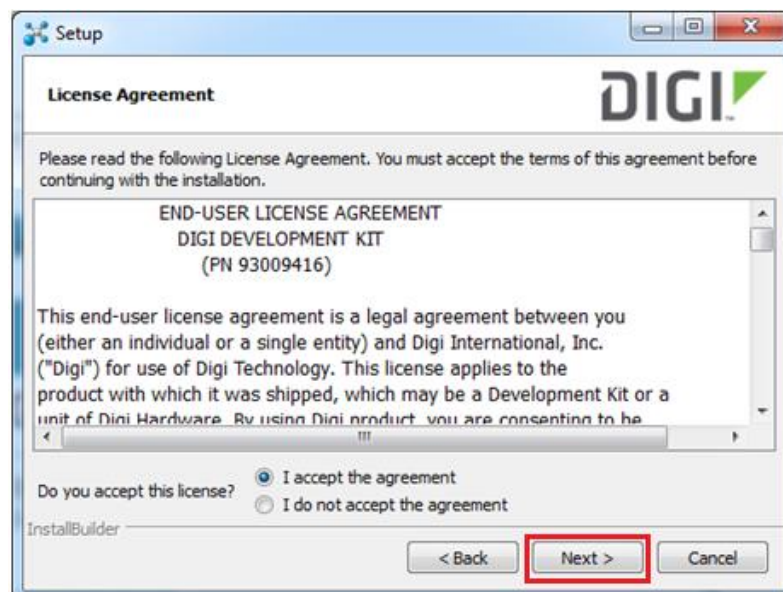 Setup
License Agreement
DIGI
Please read the following License Agreement. You must accept the terms of this agreement before
continuing with the installation.
END-USER LICENSE AGREEMENT
DIGI DEVELOPMENT KIT
(PN 93009416)
This end-user license agreement is a legal agreement between you
(either an individual or a single entity) and Digi International, Inc.
("Digi") for use of Digi Technology. This license applies to the
product with which it was shipped, which may be a Development Kit or a
unit of Digi Hardware. By using Digi product, you are consenting to be
Do you accept this license?
I accept the agreement
I do not accept the agreement
InstallBuilder
< Back Next > Cancel